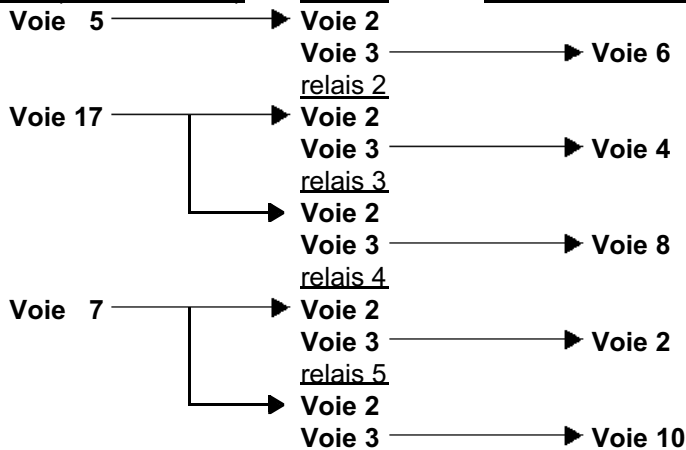 Voie 5 Voie 2
Voie 3 Voie 6
relais 2
Voie 17 Voie 2
Voie 3 Voie 4
relais 3
Voie 2
Voie 3 Voie 8
relais 4
Voie 7 Voie 2
Voie 3 Voie 2
relais 5
Voie 2
Voie 3 Voie 10